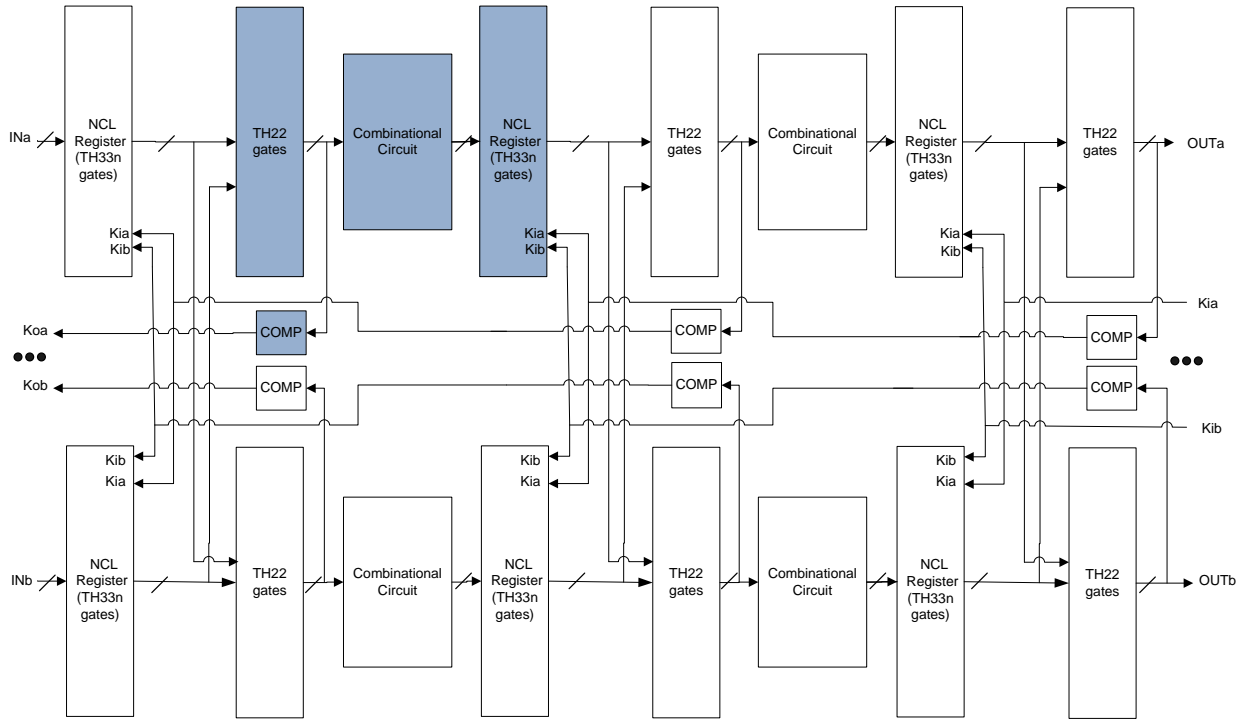 INa
NCL
Register
(TH33n
gates)
Kia
Kib
TH22
gates
Combinational
Circuit
NCL
Register
(TH33n
gates)
Kia
Kib
TH22
gates
Combinational
Circuit
NCL
Register
(TH33n
gates)
Kia
Kib
TH22
gates
OUTa
Koa
COMP
COMP
COMP
Kia
Kob
COMP
COMP
COMP
Kib
INb
Kib
Kia
NCL
Register
(TH33n
gates)
TH22
gates
Combinational
Circuit
Kib
Kia
NCL
Register
(TH33n
gates)
TH22
gates
Combinational
Circuit
Kib
Kia
NCL
Register
(TH33n
gates)
TH22
gates
OUTb